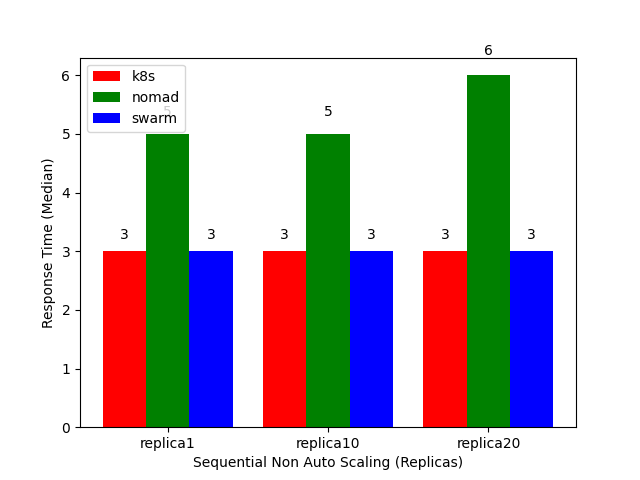 6
k8s
nomad
swarm
5
5
3
3
3
3
3
3
6
5
4
3
2
1
0
Response Time (Median)
replica1
replica10
replica20
Sequential Non Auto Scaling (Replicas)